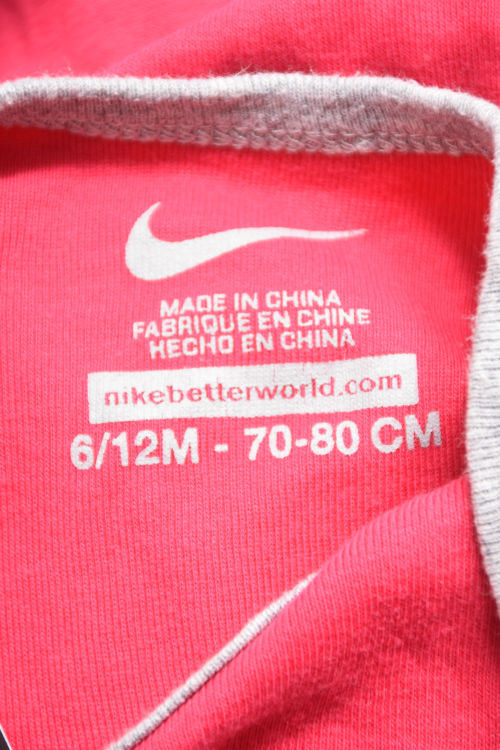 MADE IN CHINA
FABRIQUE EN CHINE
HECHO EN CHINA
nikebetterworld.com
6/12M - 70-80 CM